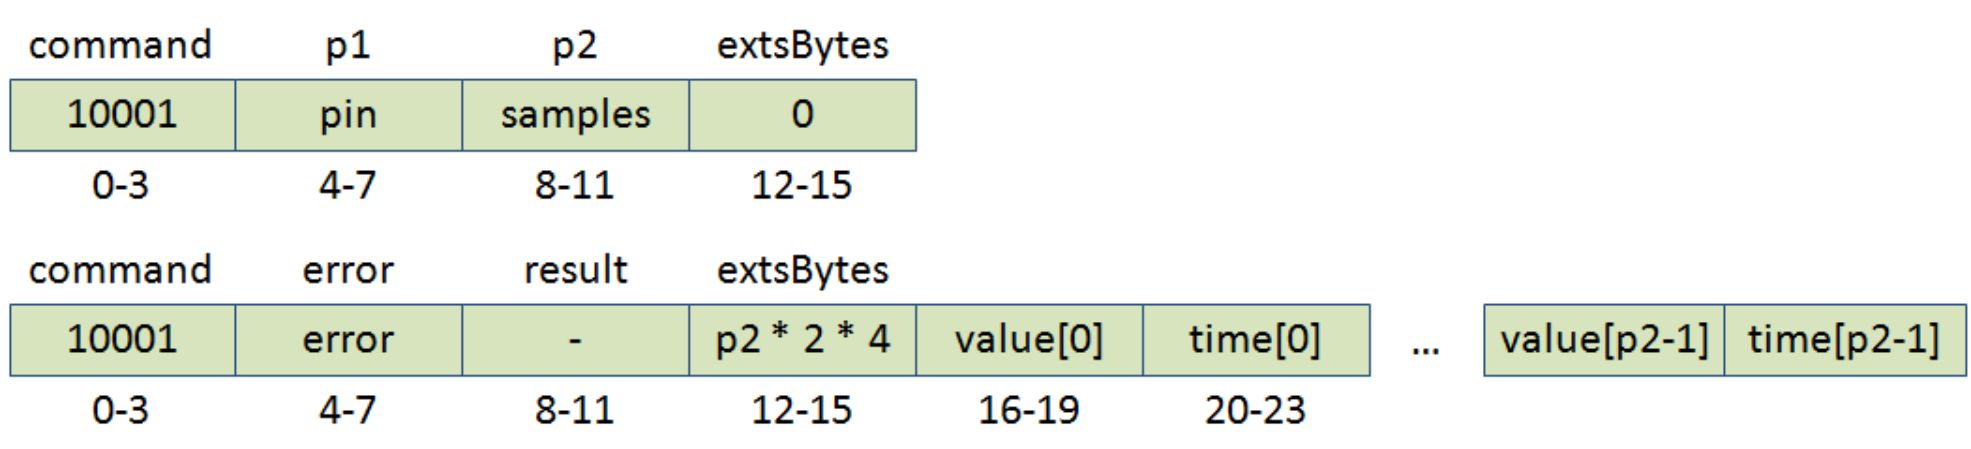 command p1 p2 extsBytes
10001 pin samples 0
0-3 4-7 8-11 12-15
command error result extsBytes
10001 error - p2 * 2 * 4 value[0] time[0] ... value[p2-1] time[p2-1]
0-3 4-7 8-11 12-15 16-19 20-23